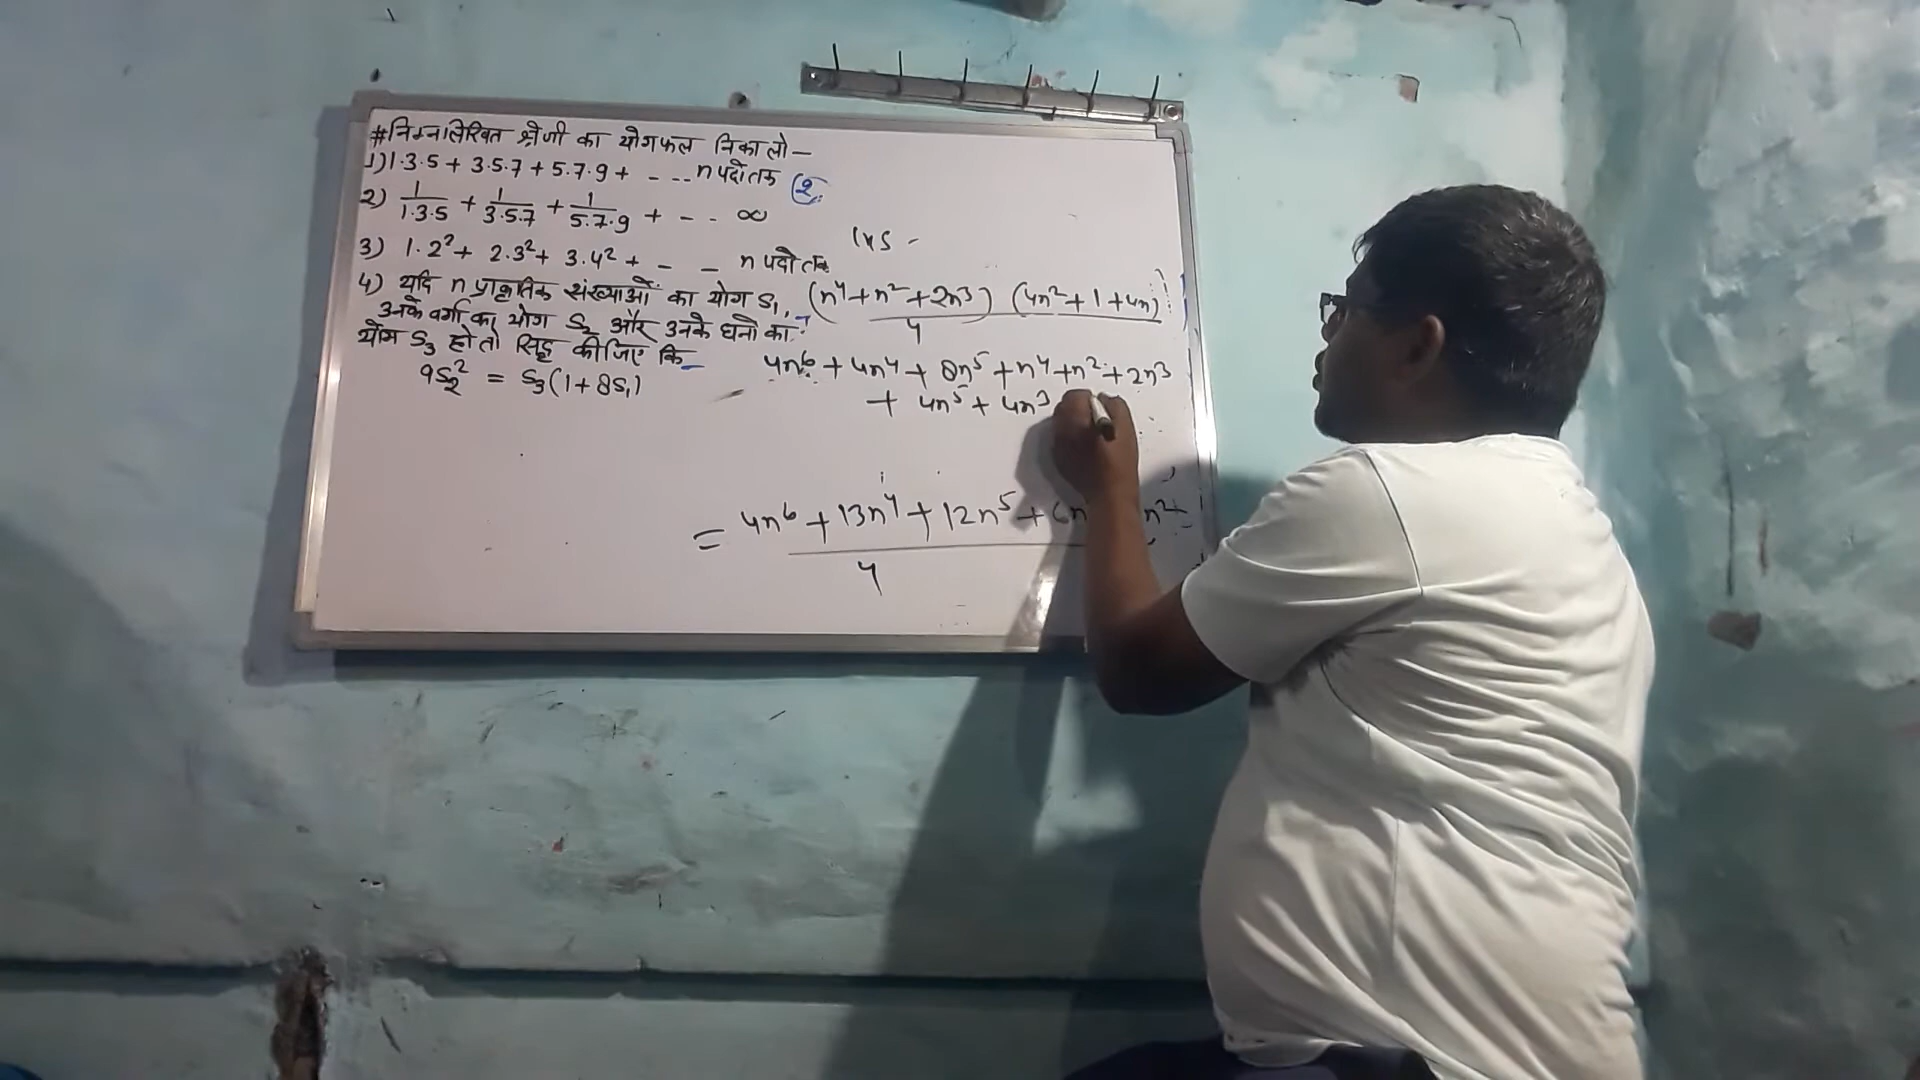 #निम्नलिखित श्रेणी का योगफल निकालो—
1) 1·3·5 + 3·5·7 + 5·7·9 + - -- n पदो तक (2)
2) 1/1·3·5 + 1/3·5·7 + 1/5·7·9 + - - ∞
3) 1·2² + 2·3² + 3·4² + - - n पदो तक
4) यदि n प्राकृतिक संख्याओं का योग S₁,
उनके वर्गो का योग S₂ और उनके घनो का
योग S₃ हो तो सिद्ध कीजिए कि
9S₂² = S₃(1+8S₁)
(n⁴+n²+2n³) (4n²+1+4n)
4
4n⁶ + 4n⁴ + 8n⁵ + n⁴ + n² + 2n³
+ 4n⁵ + 4n³
= 4n⁶ + 13n⁴ + 12n⁵ + n²
4